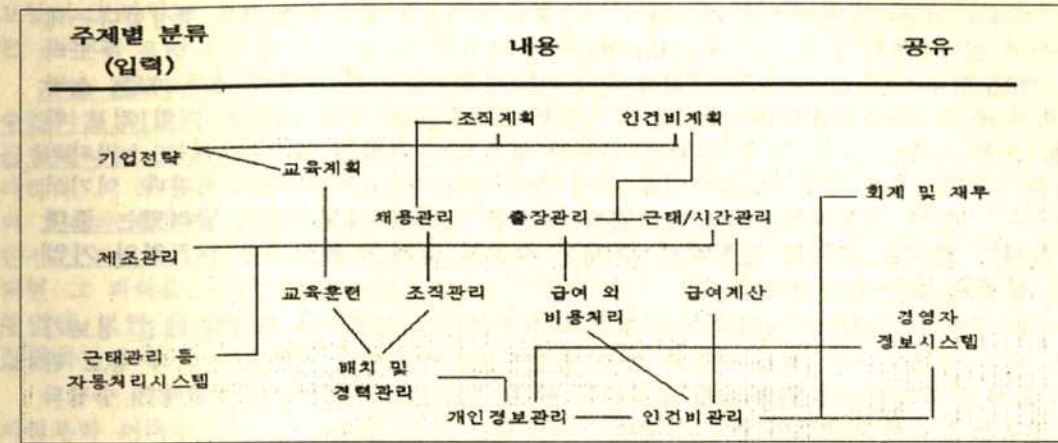 주제별 분류
(입력)
내용
공유
조직계획
인건비계획
기업전략
교육계획
회계 및 재무
채용관리
출장관리
근태/시간관리
제조관리
교육훈련
조직관리
급여 외
비용처리
급여계산
경영자
정보시스템
근태관리 등
자동처리시스템
배치 및
경력관리
개인정보관리
인건비관리